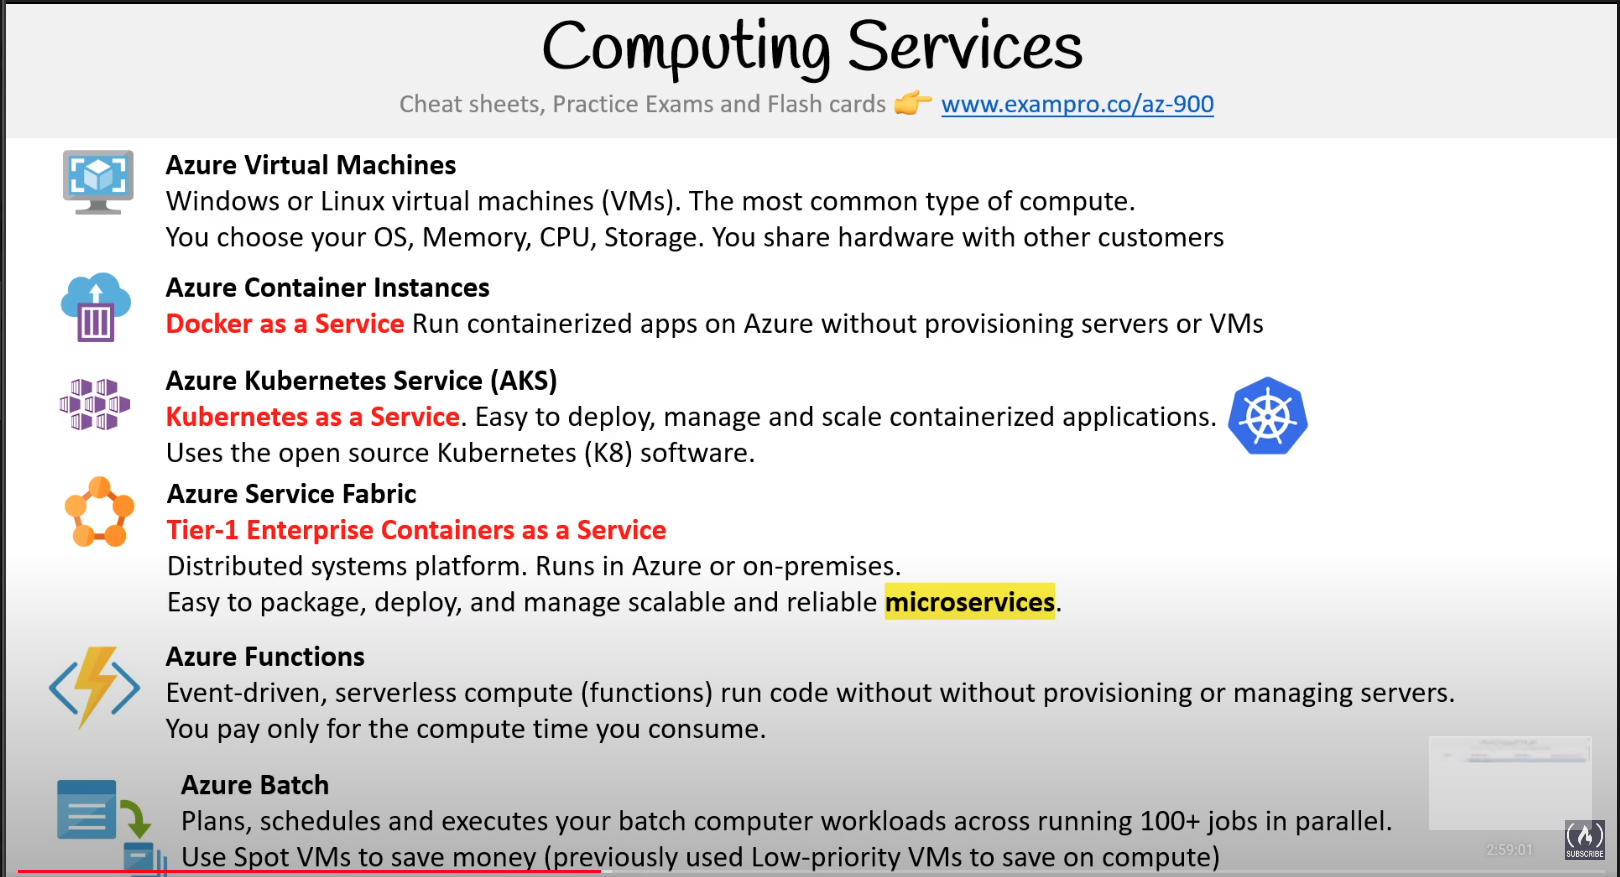 Computing Services
Cheat sheets, Practice Exams and Flash cards 👉 www.exampro.co/az-900
Azure Virtual Machines
Windows or Linux virtual machines (VMs). The most common type of compute.
You choose your OS, Memory, CPU, Storage. You share hardware with other customers
Azure Container Instances
Docker as a Service Run containerized apps on Azure without provisioning servers or VMs
Azure Kubernetes Service (AKS)
Kubernetes as a Service. Easy to deploy, manage and scale containerized applications.
Uses the open source Kubernetes (K8) software.
Azure Service Fabric
Tier-1 Enterprise Containers as a Service
Distributed systems platform. Runs in Azure or on-premises.
Easy to package, deploy, and manage scalable and reliable microservices.
Azure Functions
Event-driven, serverless compute (functions) run code without without provisioning or managing servers.
You pay only for the compute time you consume.
Azure Batch
Plans, schedules and executes your batch computer workloads across running 100+ jobs in parallel.
Use Spot VMs to save money (previously used Low-priority VMs to save on compute)
2:59:01
SUBSCRIBE